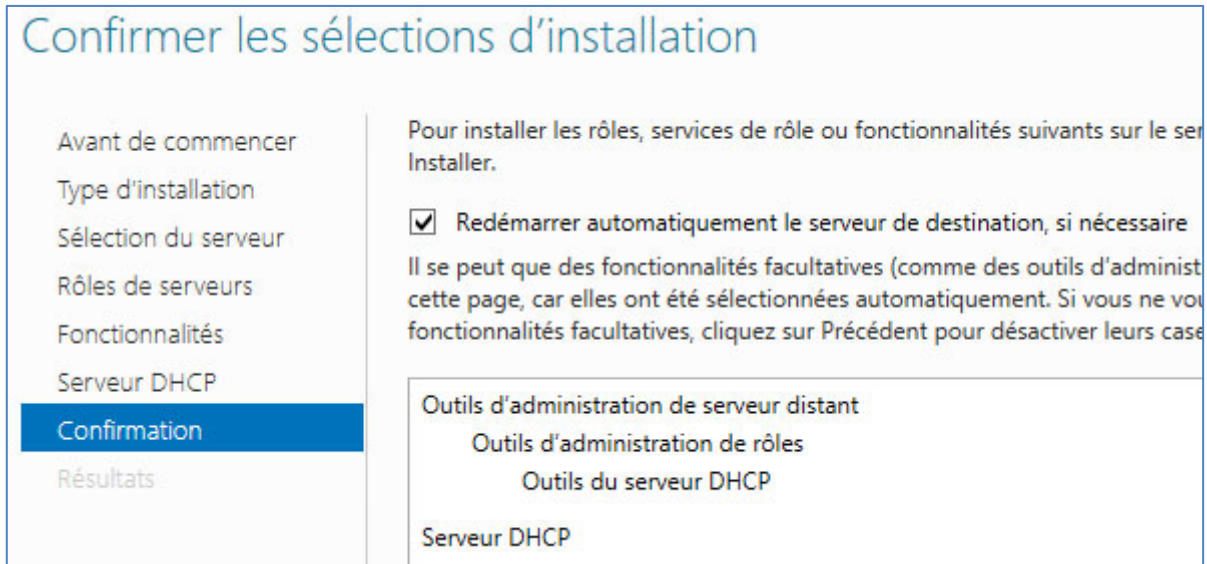 Confirmer les sélections d’installation
Avant de commencer
Type d'installation
Sélection du serveur
Rôles de serveurs
Fonctionnalités
Serveur DHCP
Confirmation
Résultats
Pour installer les rôles, services de rôle ou fonctionnalités suivants sur le
Installer.
Redémarrer automatiquement le serveur de destination, si nécessaire
Il se peut que des fonctionnalités facultatives (comme des outils
cette page, car elles ont été sélectionnées automatiquement. Si vous ne
fonctionnalités facultatives, cliquez sur Précédent pour désactiver leurs
Outils d’administration de serveur distant
Outils d’administration de rôles
Outils du serveur DHCP
Serveur DHCP